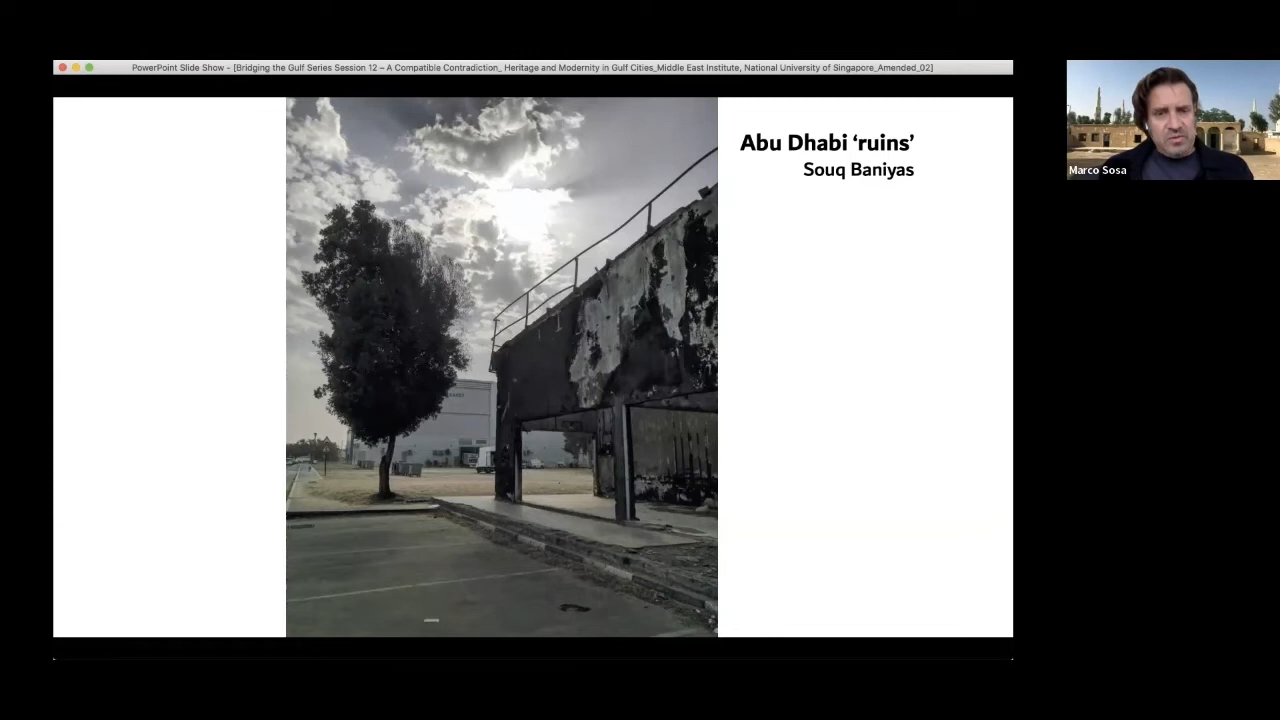 PowerPoint Slide Show - [Bridging the Gulf Series Session 12 – A Compatible Contradiction_ Heritage and Modernity in Gulf Cities_Middle East Institute, National University of Singapore_Amended_02]
Abu Dhabi ‘ruins’
Souq Baniyas
Marco Sosa